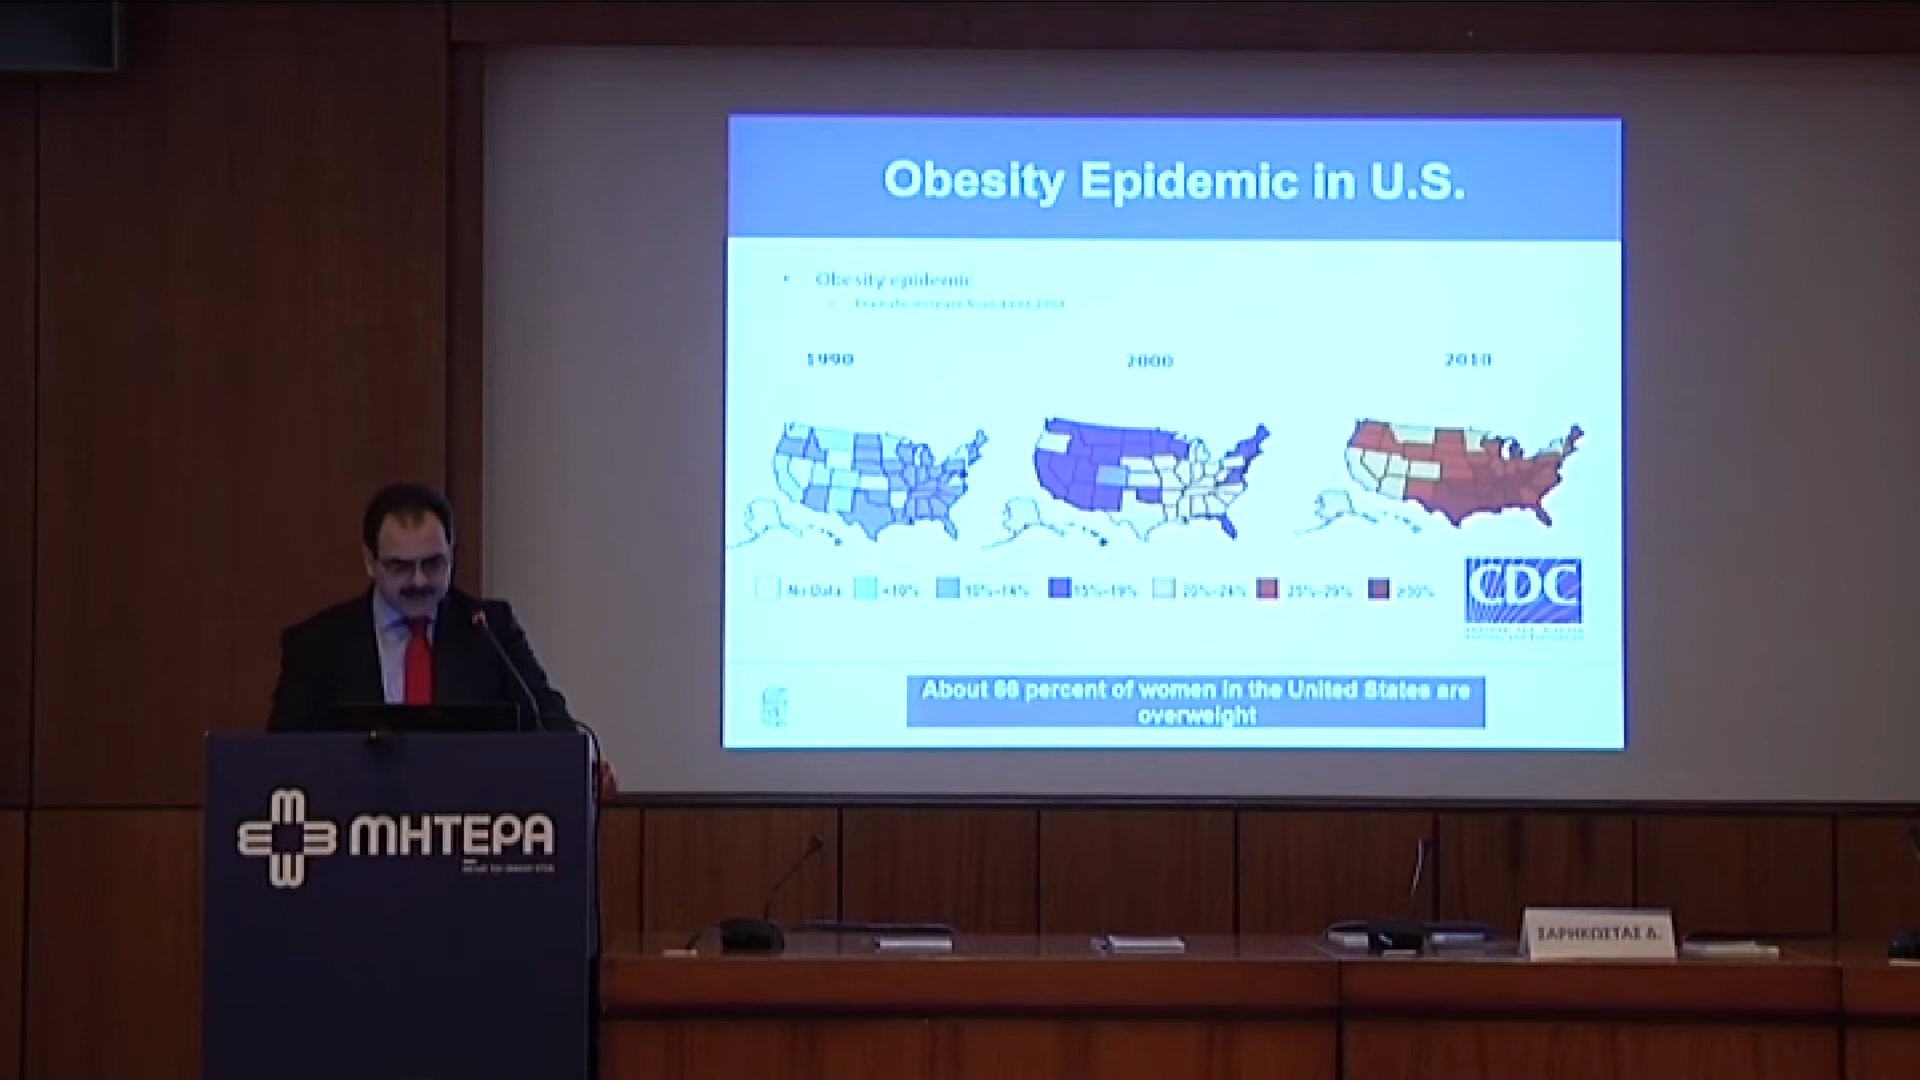 Obesity Epidemic in U.S.
• Obesity epidemic
1990
2000
2010
No Data
<10%
10%–14%
15%–19%
20%–24%
25%–29%
≥30%
CDC
About 66 percent of women in the United States are
overweight
ΜΗΤΕΡΑ
ΣΑΡΗΚΩΣΤΑΣ Δ.